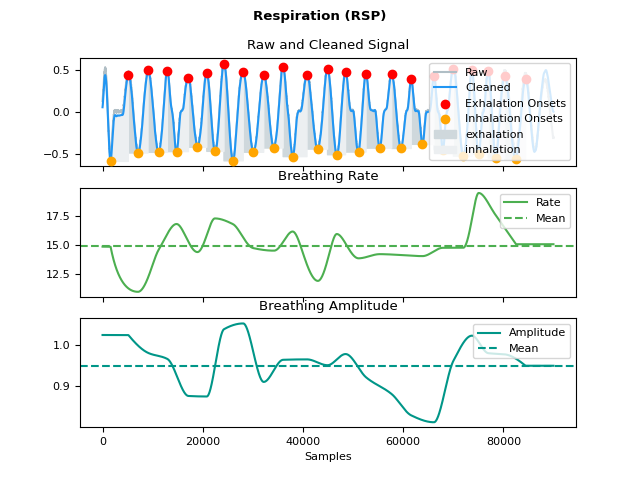 Respiration (RSP)
Raw and Cleaned Signal
0.5
0.0
−0.5
Raw
Cleaned
Exhalation Onsets
Inhalation Onsets
exhalation
inhalation
Breathing Rate
17.5
15.0
12.5
Rate
Mean
Breathing Amplitude
1.0
0.9
Amplitude
Mean
0 20000 40000 60000 80000
Samples